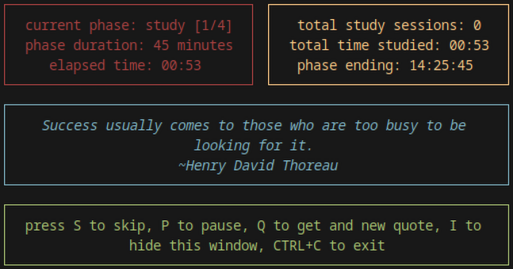 current phase: study [1/4]
phase duration: 45 minutes
elapsed time: 00:53
total study sessions: 0
total time studied: 00:53
phase ending: 14:25:45
Success usually comes to those who are too busy to be
looking for it.
~Henry David Thoreau
press S to skip, P to pause, Q to get and new quote, I to
hide this window, CTRL+C to exit